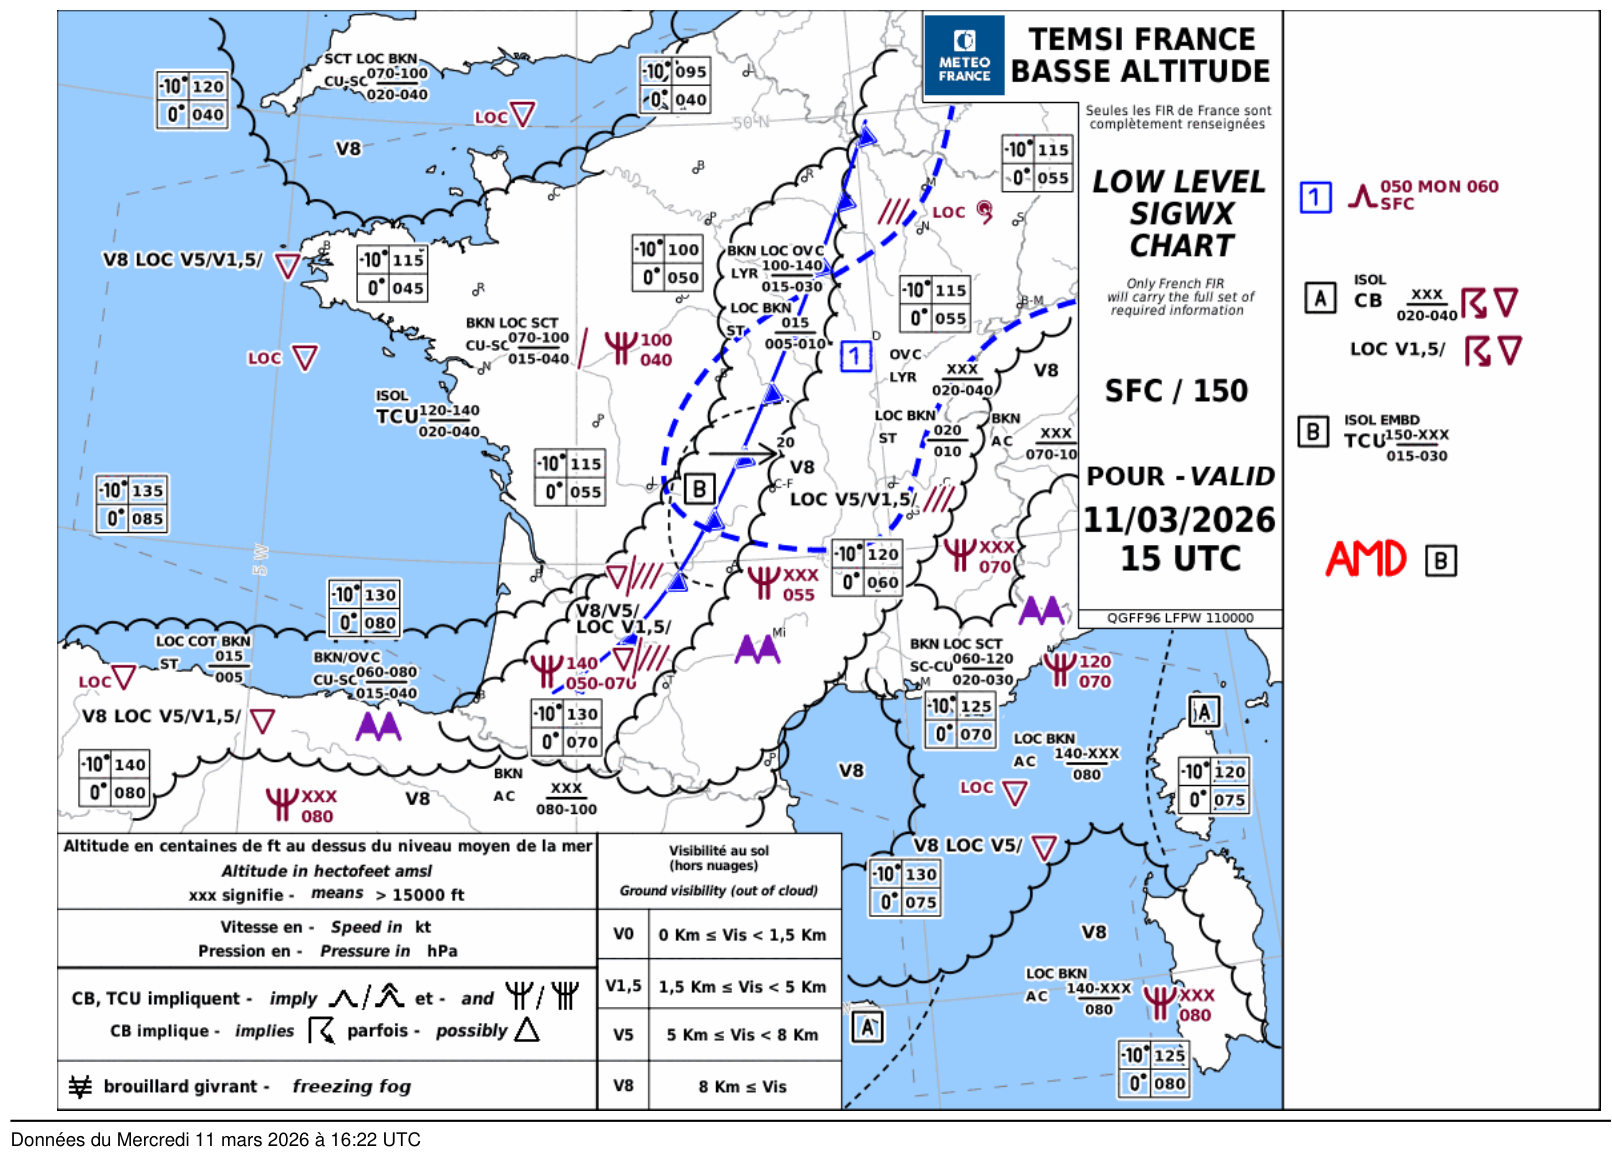 METEO
FRANCE
TEMSI FRANCE
BASSE ALTITUDE
Seules les FIR de France sont
complètement renseignées
LOW LEVEL
SIGWX
CHART
Only French FIR
will carry the full set of
required information
SFC / 150
POUR - VALID
11/03/2026
15 UTC
QGFF96 LFPW 110000
1
050 MON 060
SFC
A
ISOL
CB
XXX
020-040
LOC V1,5/
B
ISOL EMBD
TCU
150-XXX
015-030
AMD B
SCT LOC BKN
CU-SC
070-100
020-040
-10° 120
0° 040
LOC
V8
-10° 095
0° 040
50°N
-10° 115
0° 055
LOC
V8 LOC V5/V1,5/
-10° 115
0° 045
-10° 100
0° 050
BKN LOC OVC
LYR
100-140
015-030
LOC BKN
ST
015
005-010
-10° 115
0° 055
BKN LOC SCT
CU-SC
070-100
015-040
100
040
LOC
1
OVC
LYR
XXX
020-040
V8
ISOL
TCU
120-140
020-040
LOC BKN
ST
020
010
BKN
AC
XXX
070-10
20
V8
LOC V5/V1,5/
-10° 115
0° 055
B
-10° 135
0° 085
5 W
-10° 120
0° 060
XXX
070
XXX
055
-10° 130
0° 080
V8/V5/
LOC V1,5/
LOC COT BKN
ST
015
005
BKN/OVC
CU-SC
060-080
015-040
140
050-070
LOC
BKN LOC SCT
SC-CU
060-120
020-030
120
070
V8 LOC V5/V1,5/
-10° 130
0° 070
-10° 125
0° 070
A
LOC BKN
AC
140-XXX
080
-10° 140
0° 080
BKN
AC
XXX
080-100
XXX
080
V8
V8
LOC
-10° 120
0° 075
V8 LOC V5/
-10° 130
0° 075
V8
LOC BKN
AC
140-XXX
080
XXX
080
A
-10° 125
0° 080
Altitude en centaines de ft au dessus du niveau moyen de la mer
Altitude in hectofeet amsl
xxx signifie - means > 15000 ft
Vitesse en - Speed in kt
Pression en - Pressure in hPa
CB, TCU impliquent - imply / et - and /
CB implique - implies parfois - possibly
brouillard givrant - freezing fog
Visibilité au sol
(hors nuages)
Ground visibility (out of cloud)
V0 0 Km ≤ Vis < 1,5 Km
V1,5 1,5 Km ≤ Vis < 5 Km
V5 5 Km ≤ Vis < 8 Km
V8 8 Km ≤ Vis
Données du Mercredi 11 mars 2026 à 16:22 UTC